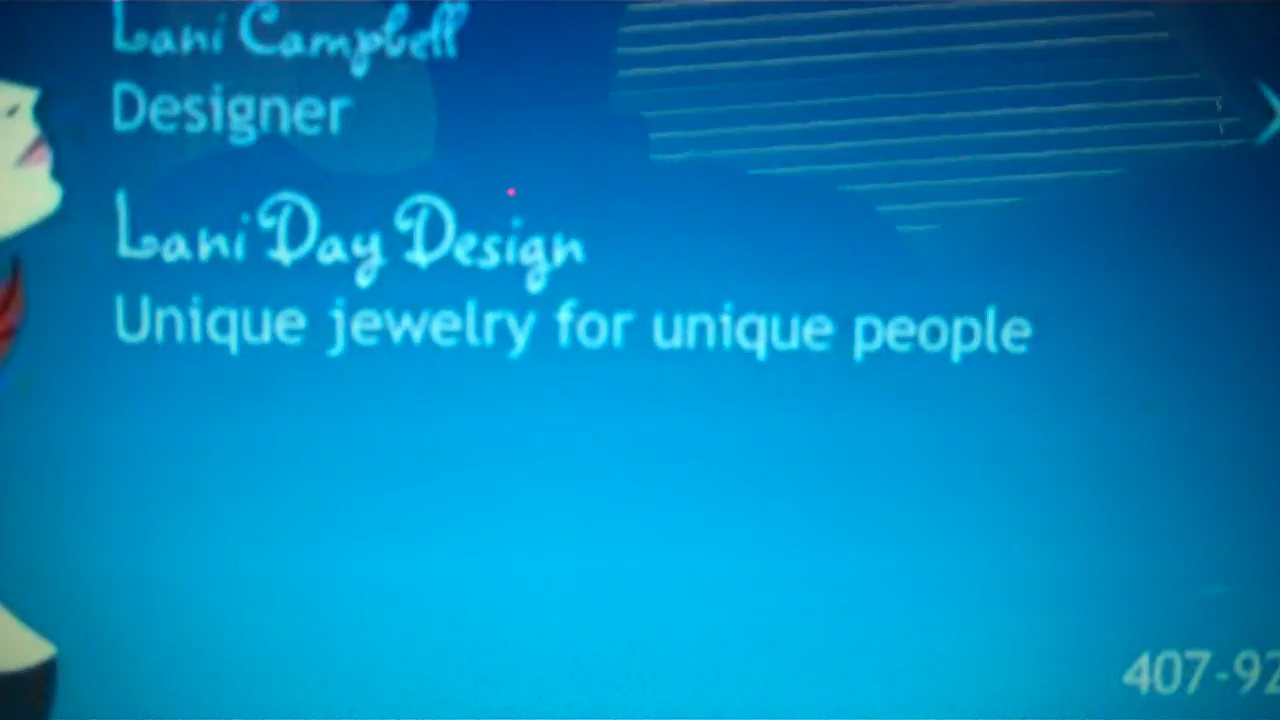 Lani Campbell
Designer
Lani Day Design
Unique jewelry for unique people
407-92